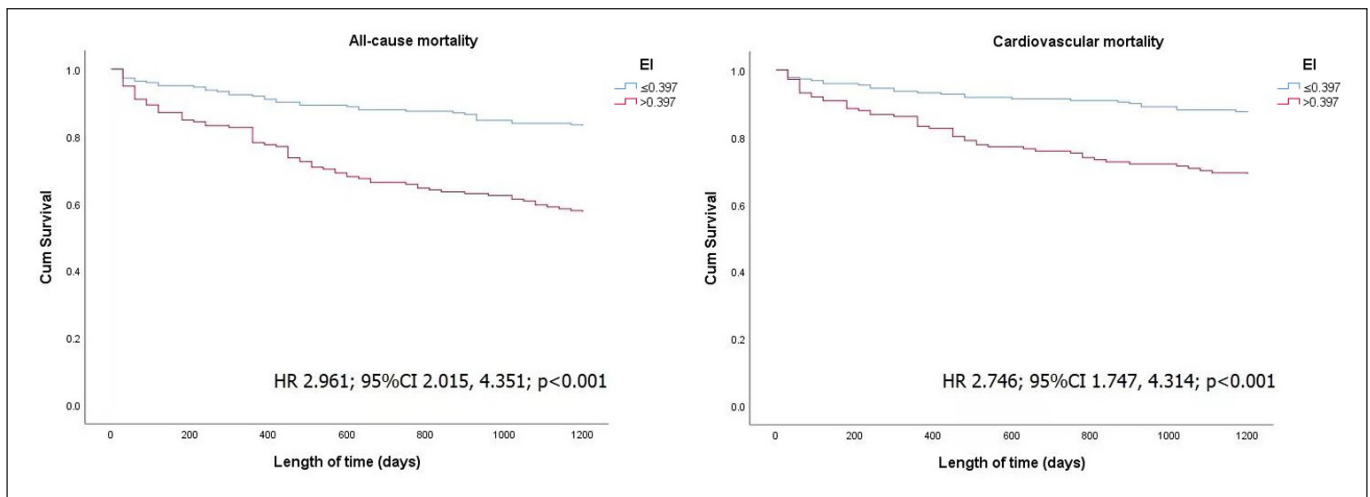 All-cause mortality
EI
≤0.397
>0.397
1.0
0.8
0.6
0.4
0.2
0.0
Cum Survival
HR 2.961; 95%CI 2.015, 4.351; p<0.001
0 200 400 600 800 1000 1200
Length of time (days)
Cardiovascular mortality
EI
≤0.397
>0.397
1.0
0.8
0.6
0.4
0.2
0.0
Cum Survival
HR 2.746; 95%CI 1.747, 4.314; p<0.001
0 200 400 600 800 1000 1200
Length of time (days)